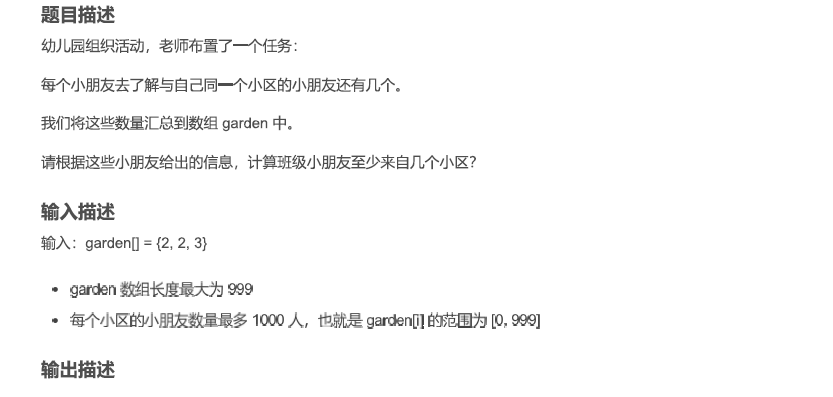 题目描述
幼儿园组织活动，老师布置了一个任务：
每个小朋友去了解与自己同一个小区的小朋友还有几个。
我们将这些数量汇总到数组 garden 中。
请根据这些小朋友给出的信息，计算班级小朋友至少来自几个小区？
输入描述
输入：garden[] = {2, 2, 3}
• garden 数组长度最大为 999
• 每个小区的小朋友数量最多 1000 人，也就是 garden[i] 的范围为 [0, 999]
输出描述